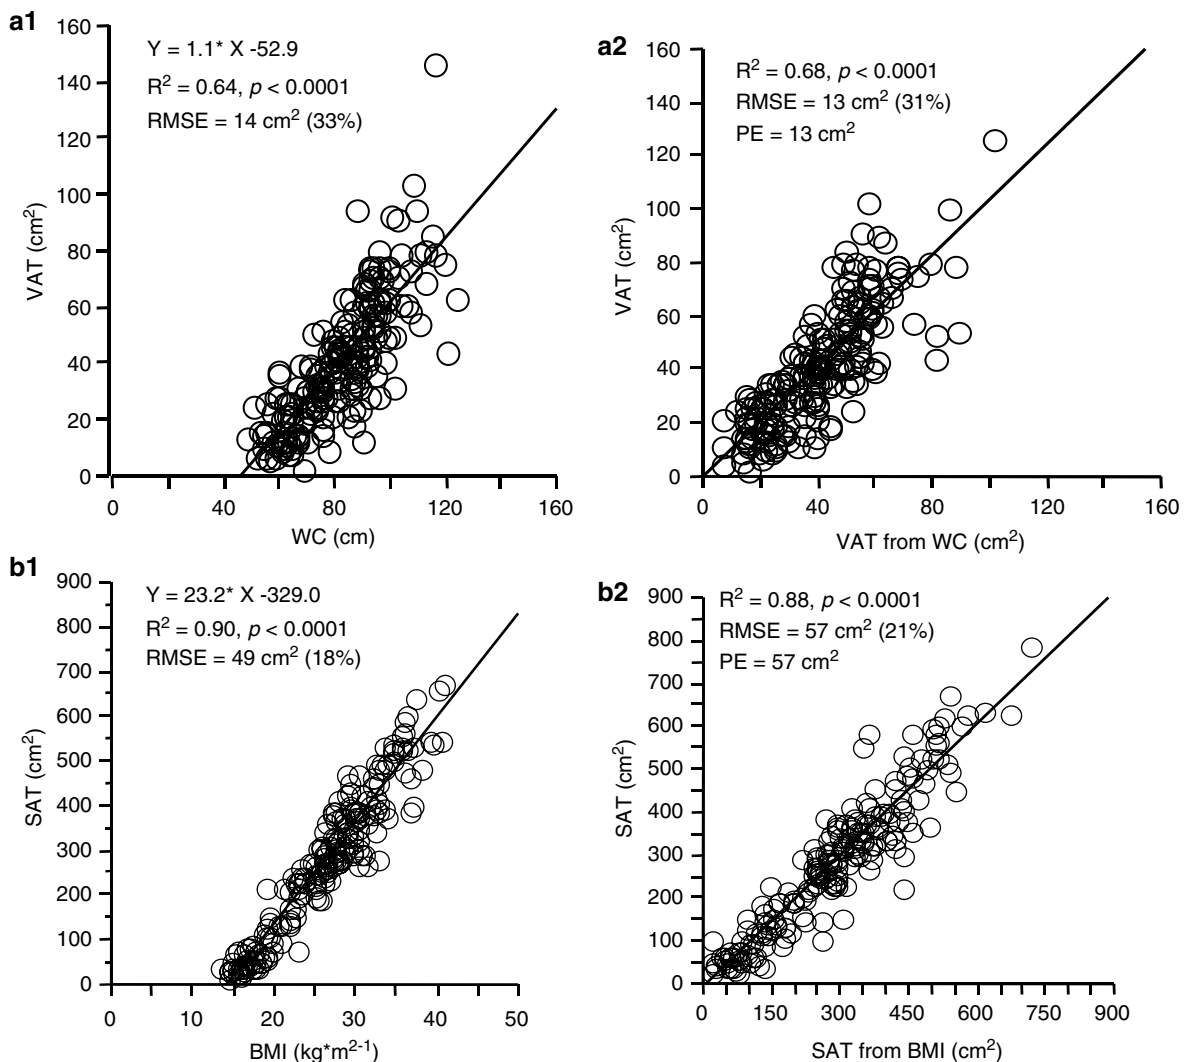 a1
Y = 1.1* X -52.9
R² = 0.64, p < 0.0001
RMSE = 14 cm² (33%)
160
140
120
100
80
60
40
20
0
VAT (cm²)
0
40
60
80
120
160
WC (cm)
a2
R² = 0.68, p < 0.0001
RMSE = 13 cm² (31%)
PE = 13 cm²
160
140
120
100
80
60
40
20
0
VAT (cm²)
0
20
40
80
120
160
VAT from WC (cm²)
b1
Y = 23.2* X -329.0
R² = 0.90, p < 0.0001
RMSE = 49 cm² (18%)
900
800
700
600
500
400
300
200
100
0
SAT (cm²)
0
10
20
30
40
50
BMI (kg*m²⁻¹)
b2
R² = 0.88, p < 0.0001
RMSE = 57 cm² (21%)
PE = 57 cm²
900
800
700
600
500
400
300
200
100
0
SAT (cm²)
0
150
300
450
600
750
900
SAT from BMI (cm²)